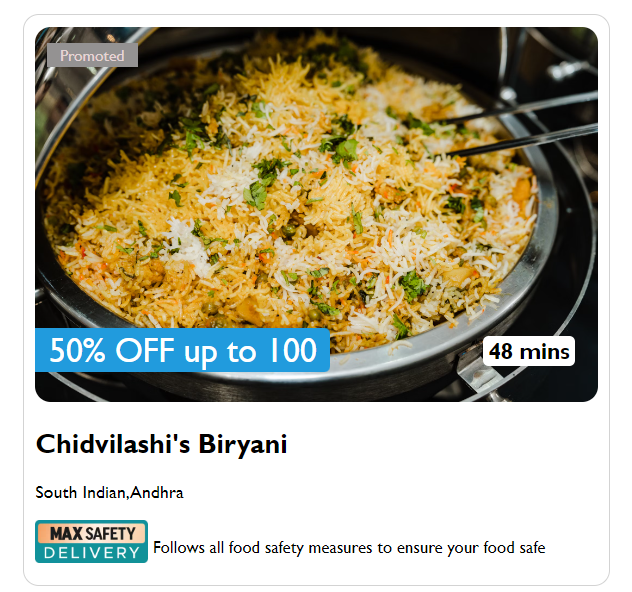 Promoted
50% OFF up to 100
48 mins
Chidvilashi's Biryani
South Indian,Andhra
MAX SAFETY
DELIVERY
Follows all food safety measures to ensure your food safe